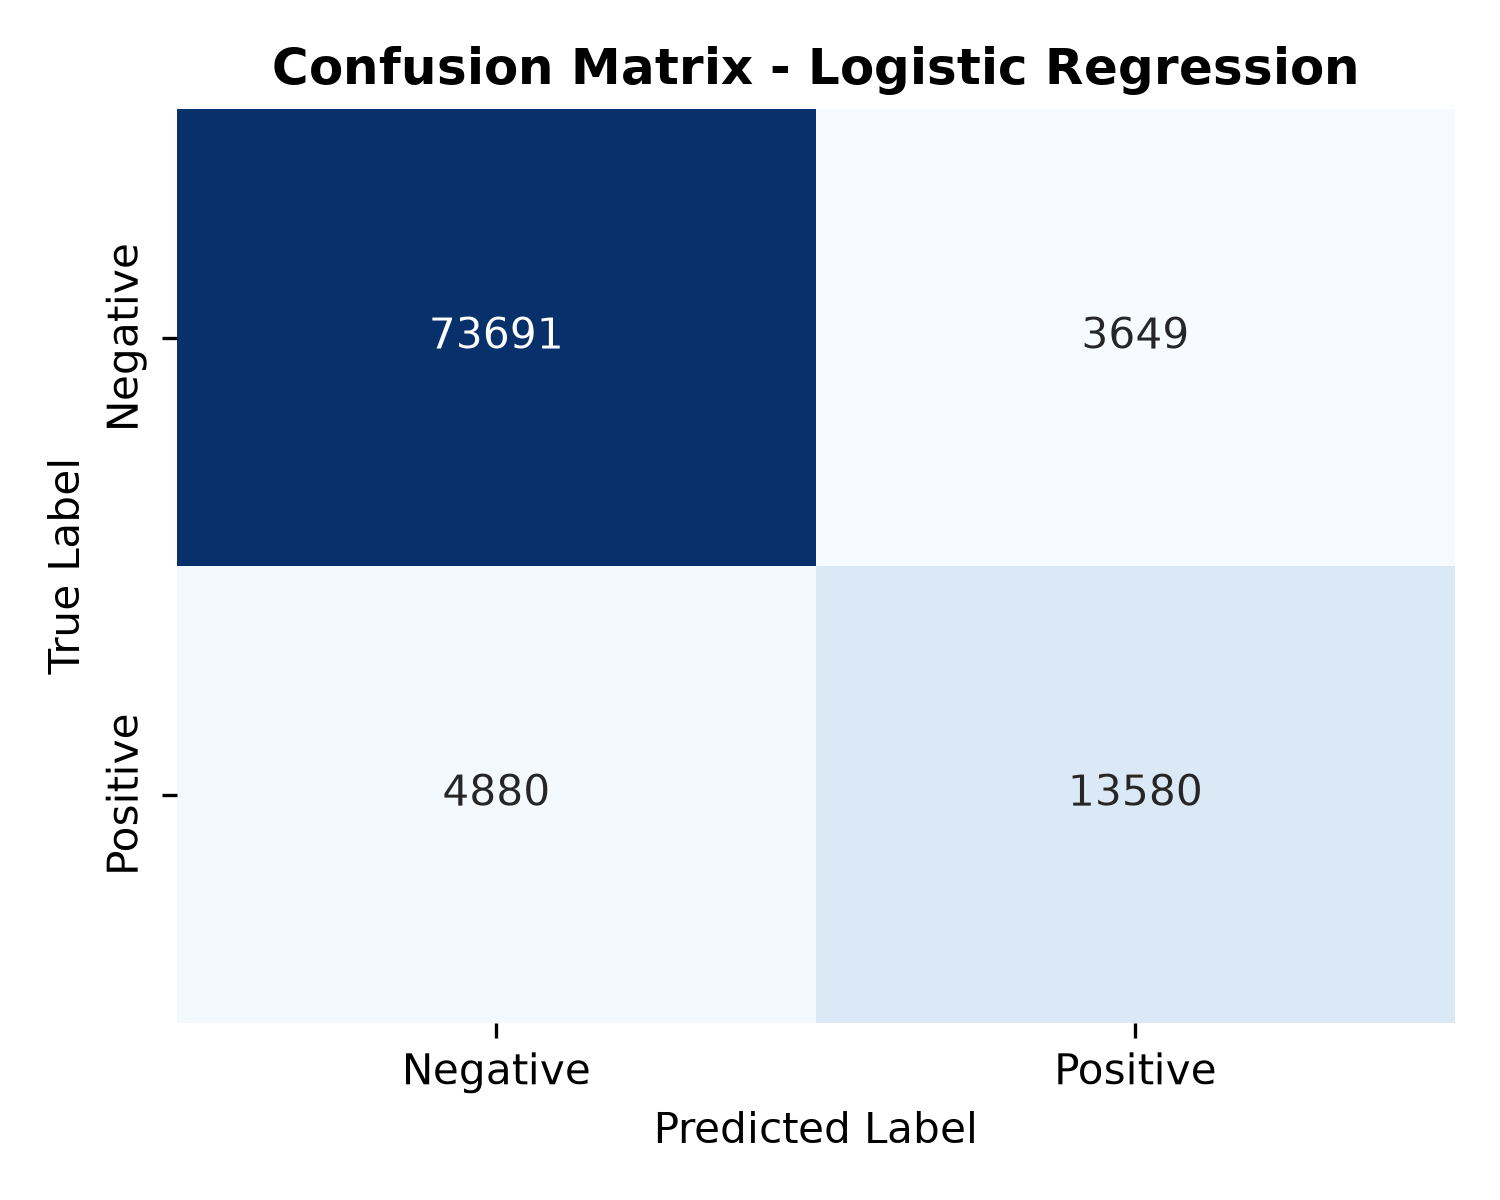 Confusion Matrix - Logistic Regression
True Label
Negative
73691
3649
Positive
4880
13580
Negative
Positive
Predicted Label